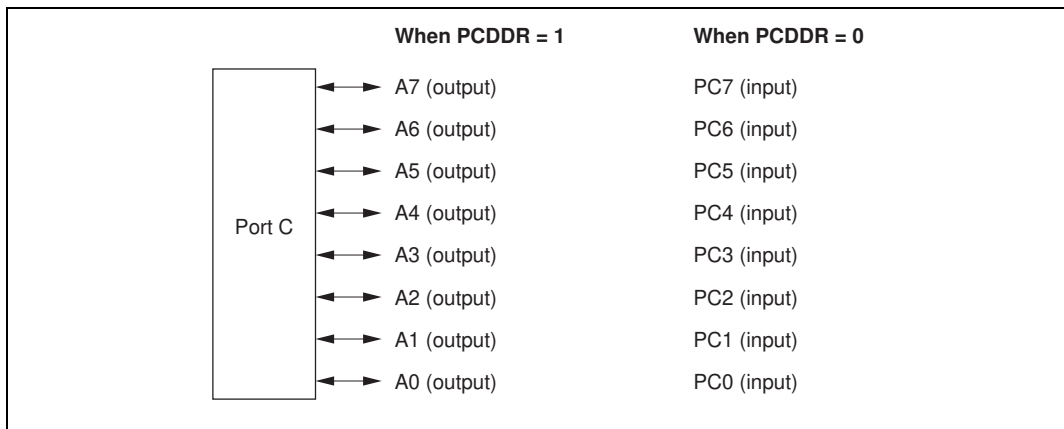 When PCDDR = 1 When PCDDR = 0
A7 (output) PC7 (input)
A6 (output) PC6 (input)
A5 (output) PC5 (input)
A4 (output) PC4 (input)
Port C
A3 (output) PC3 (input)
A2 (output) PC2 (input)
A1 (output) PC1 (input)
A0 (output) PC0 (input)